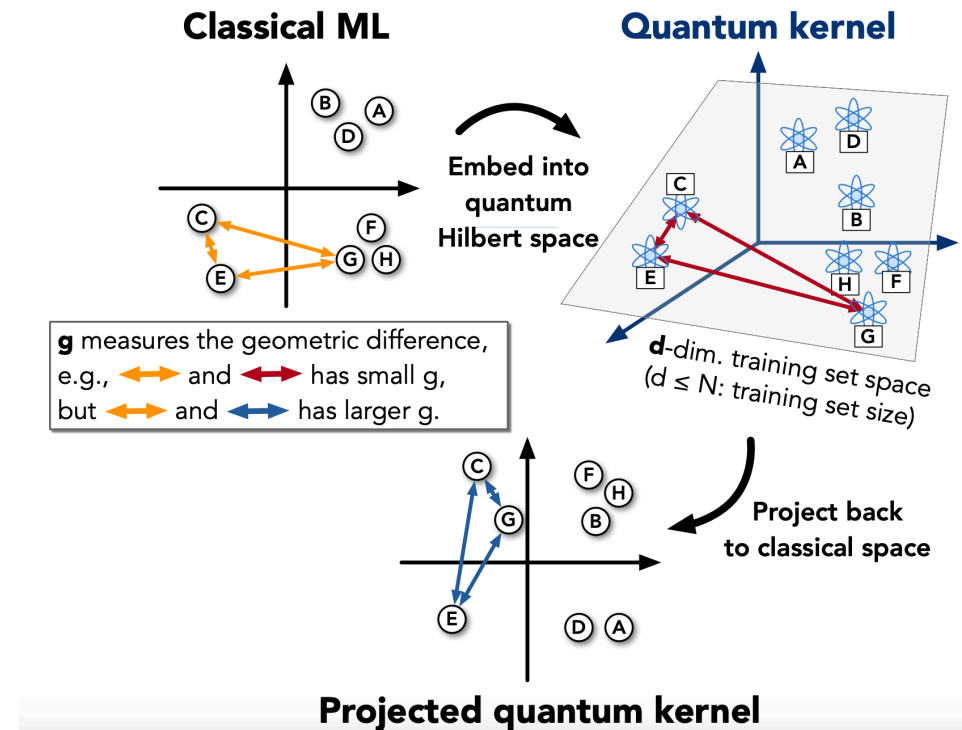 Classical ML
Quantum kernel
B
A
D
C
E
F
G
H
Embed into
quantum
Hilbert space
D
A
C
B
E
H
F
G
d-dim. training set space
(d ≤ N: training set size)
g measures the geometric difference,
e.g., and has small g,
but and has larger g.
C
F
H
G
B
E
D
A
Project back
to classical space
Projected quantum kernel